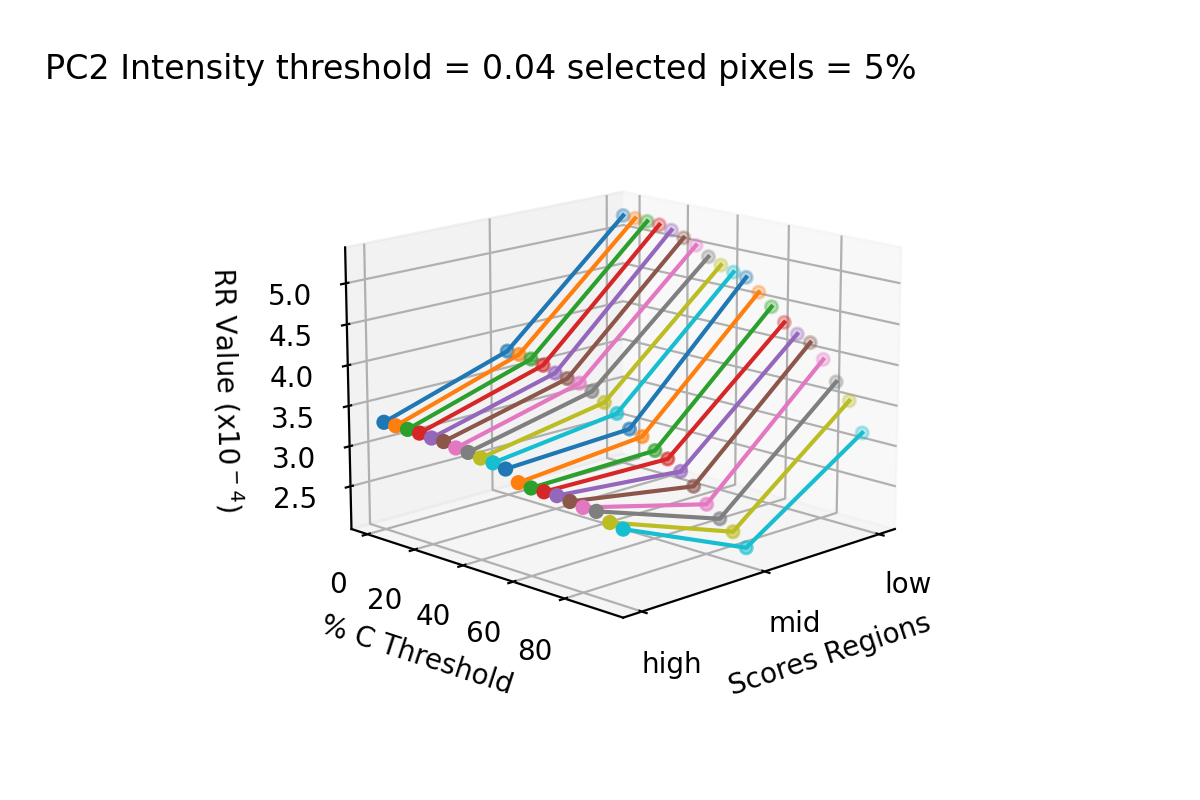 PC2 Intensity threshold = 0.04 selected pixels = 5%
RR Value (x10⁻⁴)
5.0
4.5
4.0
3.5
3.0
2.5
0
20
40
60
80
% C Threshold
low
mid
high
Scores Regions